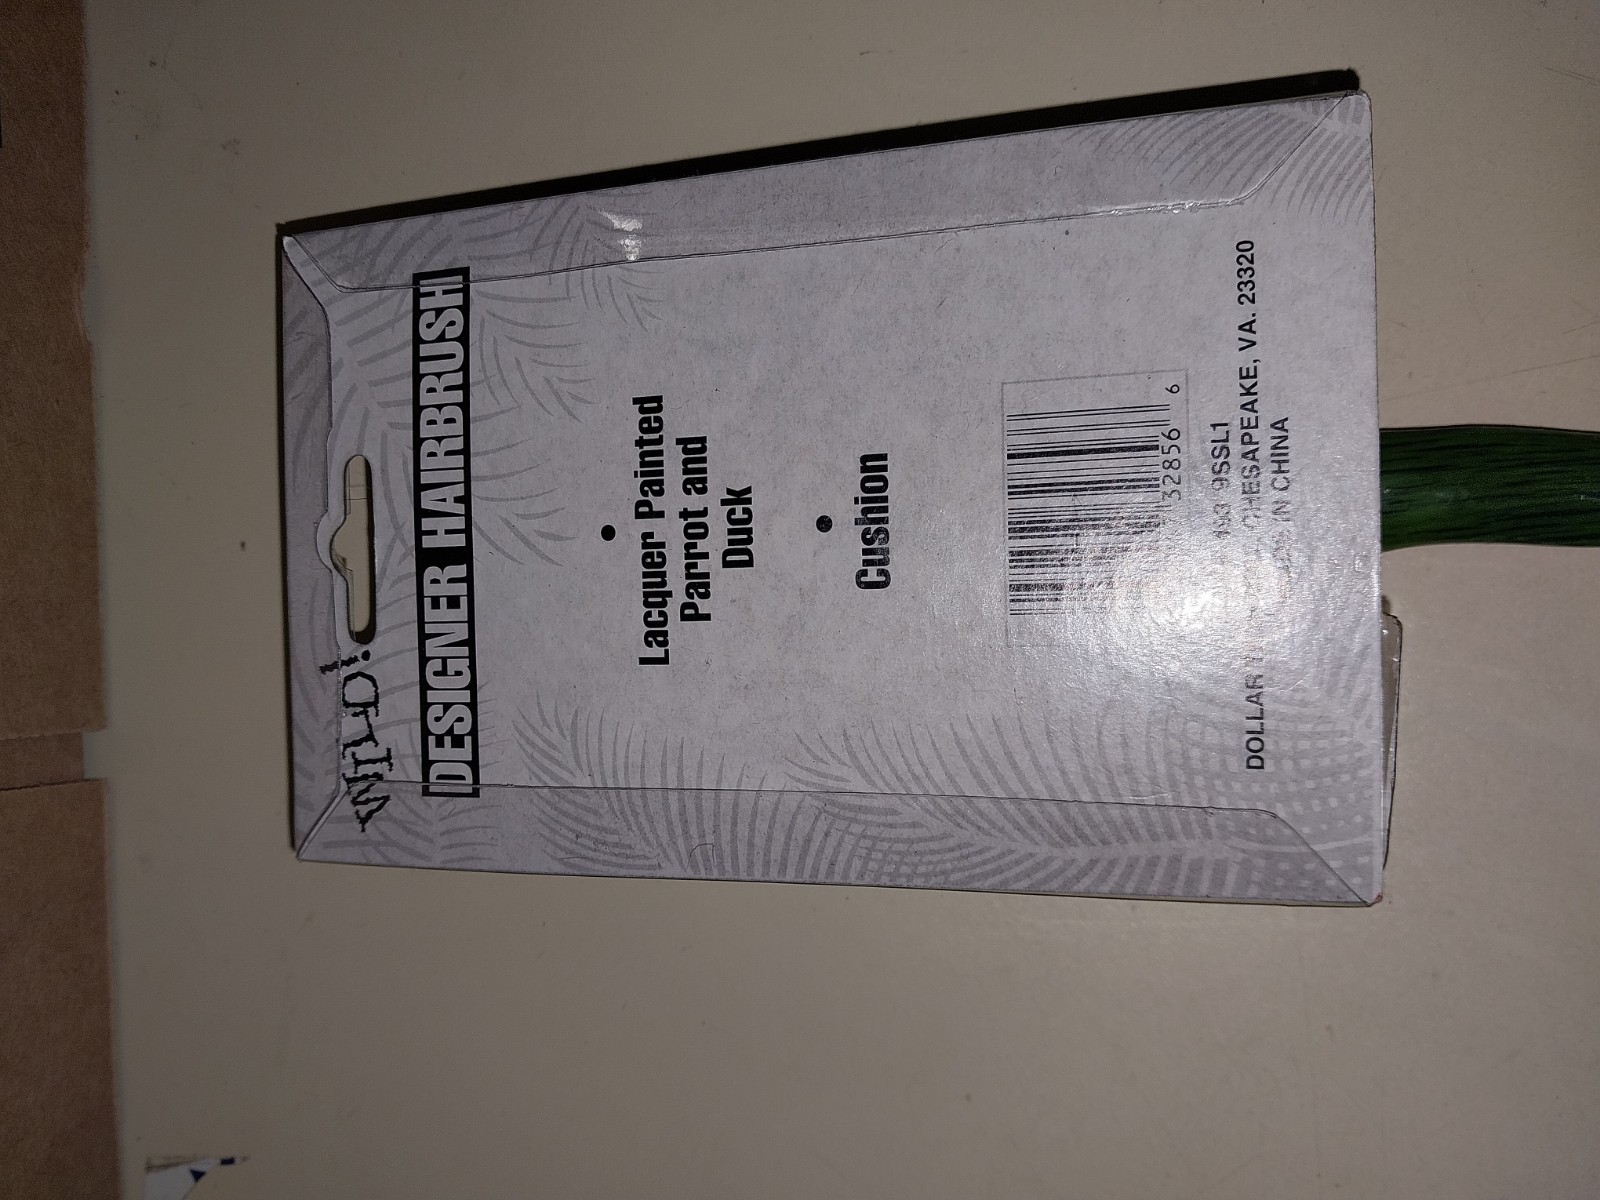 WILD!
DESIGNER HAIRBRUSH
•
Lacquer Painted
Parrot and
Duck
•
Cushion
32856 6
9SSL1
DOLLAR CHESAPEAKE, VA. 23320
IN CHINA